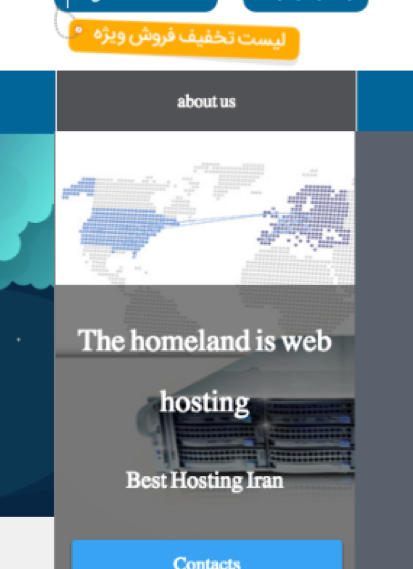 لیست تخفیف فروش ویژه
about us
The homeland is web
hosting
Best Hosting Iran
Contacts